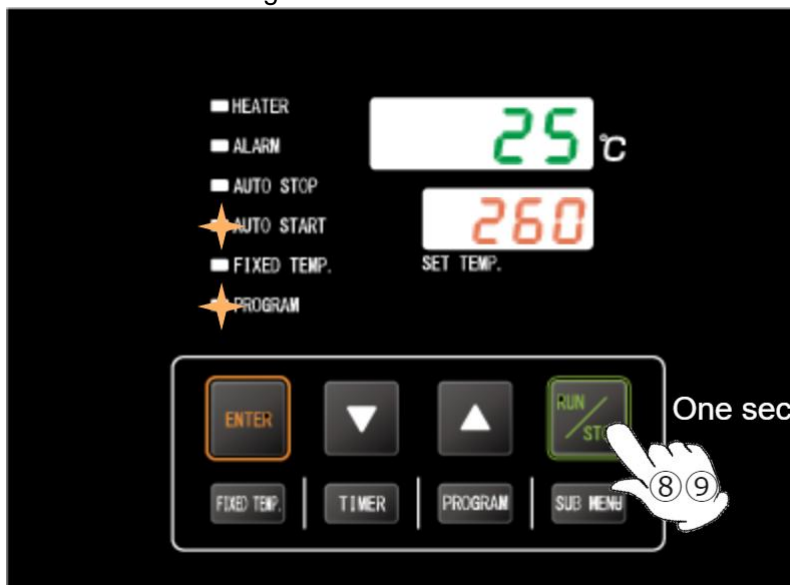 HEATER
25 ℃
ALARM
AUTO STOP
AUTO START
260
FIXED TEMP.
SET TEMP.
PROGRAM
ENTER
▼
▲
RUN/STO
One sec
⑧⑨
FIXED TEMP.
TIMER
PROGRAM
SUB MENU